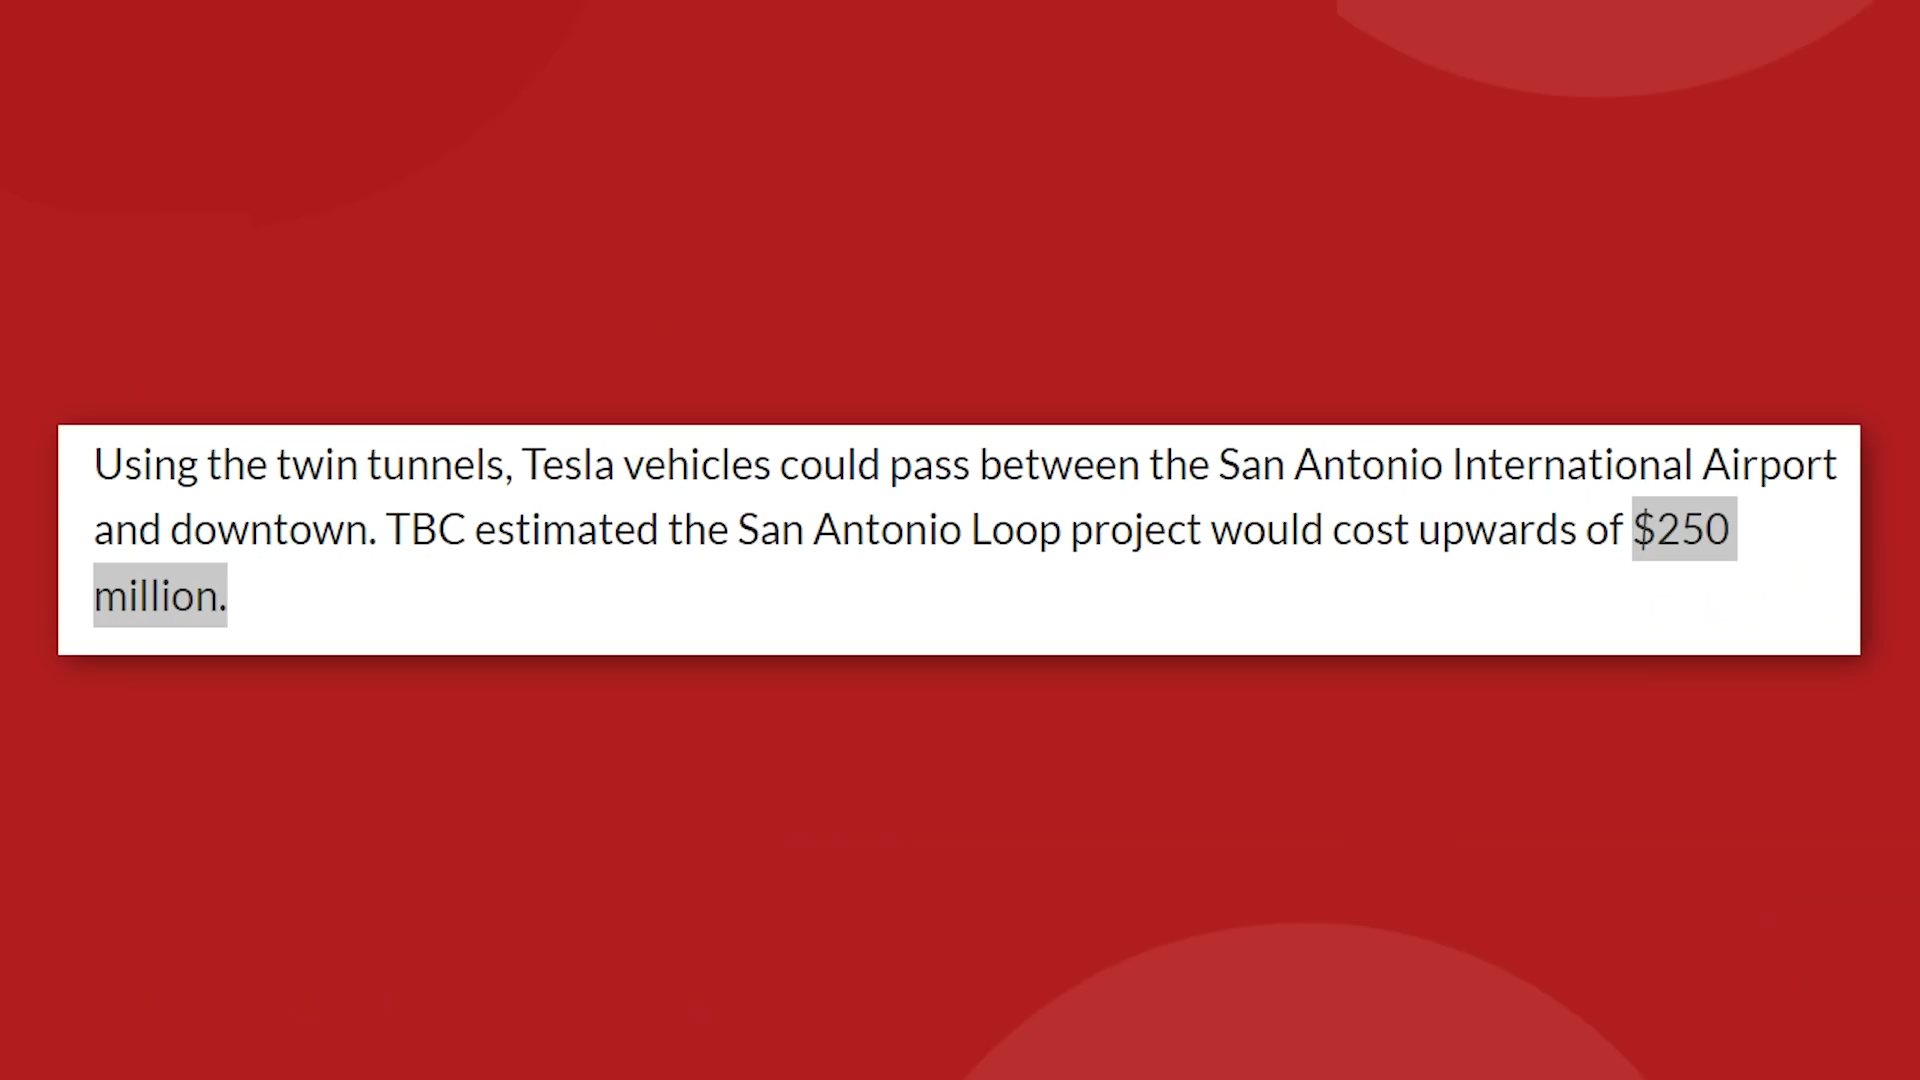 Using the twin tunnels, Tesla vehicles could pass between the San Antonio International Airport
and downtown. TBC estimated the San Antonio Loop project would cost upwards of $250
million.